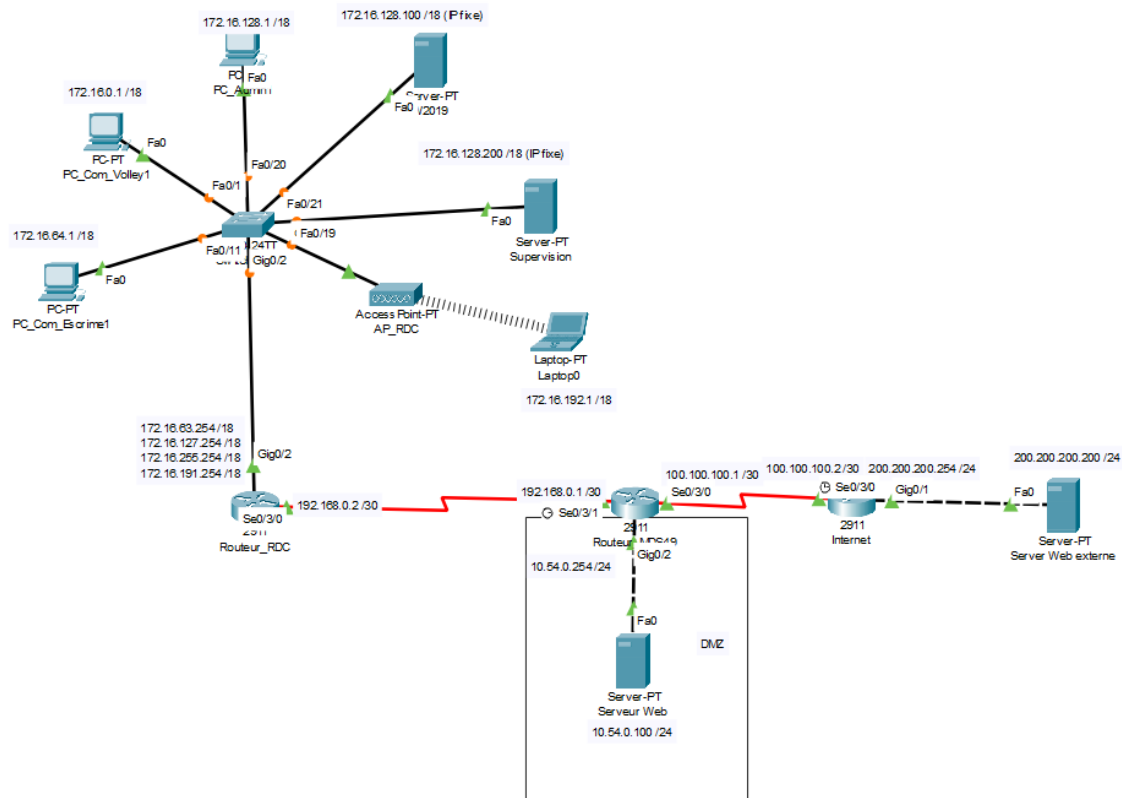 172.16.128.1 /18
172.16.128.100 /18 (IP fixe)
Fa0
Server-PT
Fa0
172.16.0.1 /18
Fa0
PC-PT
PC_Com_Volley1
Fa0/20
Fa0/1
Fa0/21
172.16.128.200 /18 (IP fixe)
Fa0
Server-PT
Supervision
Fa0/19
172.16.64.1 /18
Fa0/11
Gig0/2
Fa0
PC-PT
PC_Com_Escrime1
Access Point-PT
AP_RDC
Laptop-PT
Laptop0
172.16.192.1 /18
172.16.63.254 /18
172.16.127.254 /18
172.16.255.254 /18
172.16.191.254 /18
Gig0/2
192.168.0.2 /30
Se0/3/0
2911
Routeur_RDC
192.168.0.1 /30
Se0/3/1
100.100.100.1 /30
Se0/3/0
2911
Routeur_MDS49
Gig0/2
100.100.100.2 /30
Se0/3/0
200.200.200.254 /24
Gig0/1
2911
Internet
200.200.200.200 /24
Fa0
Server-PT
Server Web externe
10.54.0.254 /24
Fa0
DMZ
Server-PT
Serveur Web
10.54.0.100 /24